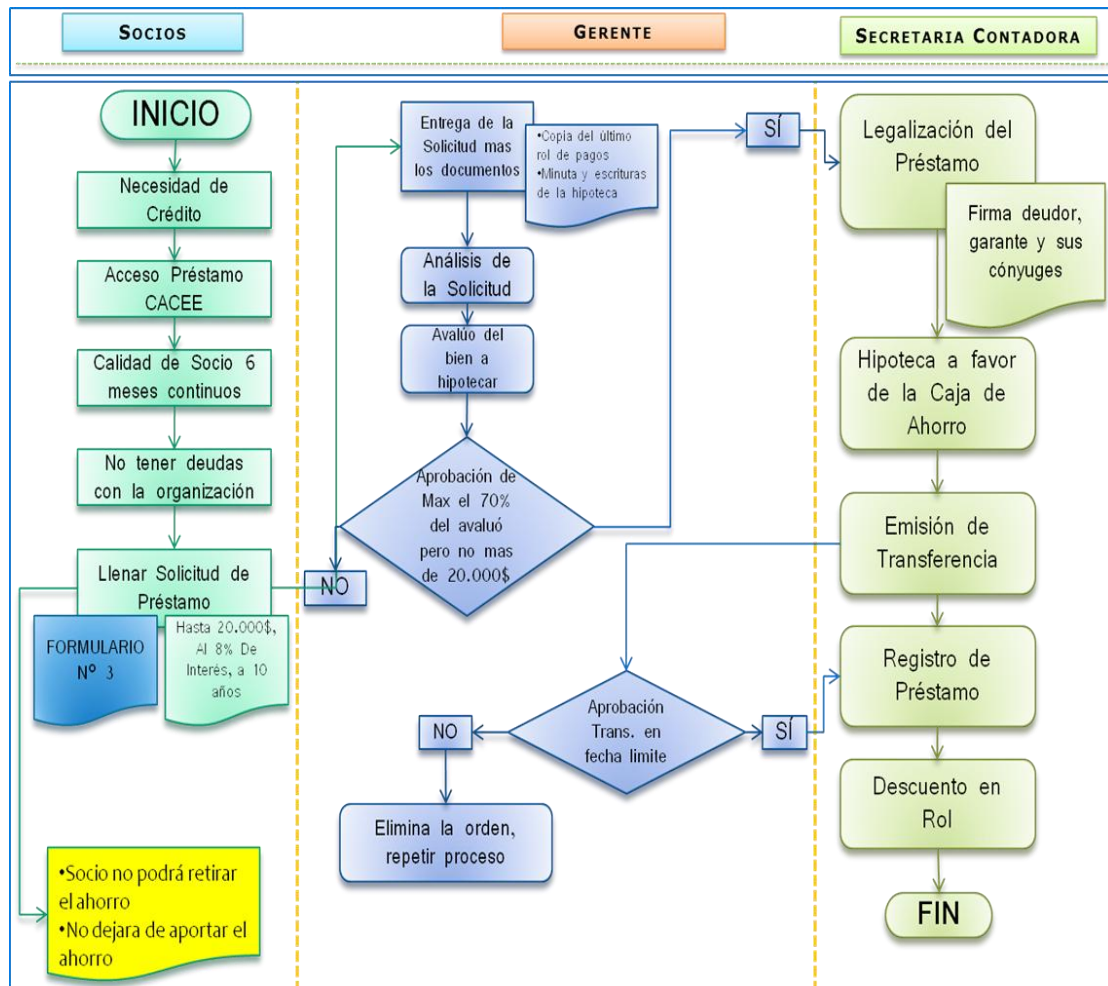 SOCIOS
GERENTE
SECRETARIA CONTADORA
INICIO
Necesidad de
Crédito
Acceso Préstamo
CACEE
Calidad de Socio 6
meses continuos
No tener deudas
con la organización
Llenar Solicitud de
Préstamo
FORMULARIO
Nº 3
Hasta 20.000$,
Al 8% De
Interés, a 10
años
•Socio no podrá retirar
el ahorro
•No dejara de aportar el
ahorro
Entrega de la
Solicitud mas
los documentos
•Copia del último
rol de pagos
•Minuta y escrituras
de la hipoteca
Análisis de
la Solicitud
Avalúo del
bien a
hipotecar
Aprobación de
Max el 70%
del avaluó
pero no mas
de 20.000$
NO
SÍ
Aprobación
Trans. en
fecha limite
NO
SÍ
Elimina la orden,
repetir proceso
Legalización del
Préstamo
Firma deudor,
garante y sus
cónyuges
Hipoteca a favor
de la Caja de
Ahorro
Emisión de
Transferencia
Registro de
Préstamo
Descuento en
Rol
FIN